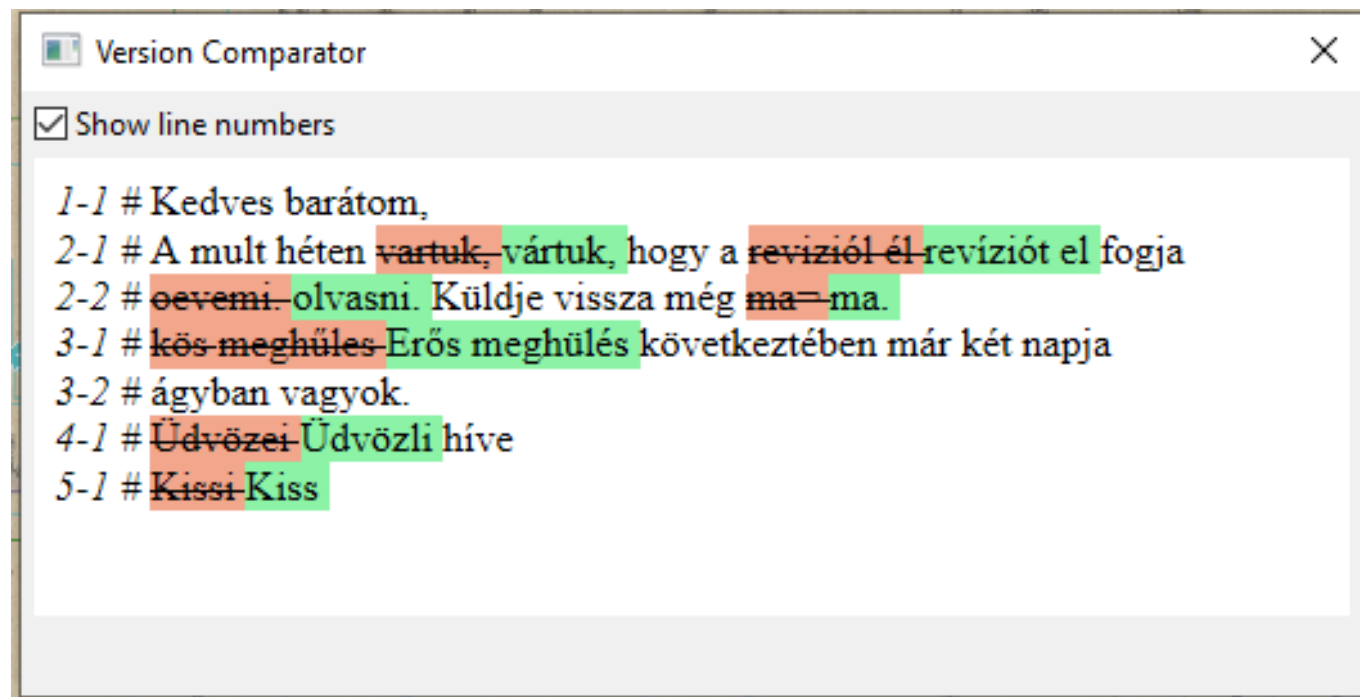 Version Comparator
Show line numbers
1-1 # Kedves barátom,
2-1 # A mult héten vartuk, vártuk, hogy a reviziól él revíziót el fogja
2-2 # oevemi. olvasni. Küldje vissza még ma= ma.
3-1 # kös meghűles Erős meghülés következtében már két napja
3-2 # ágyban vagyok.
4-1 # Üdvözei Üdvözli híve
5-1 # Kissi Kiss